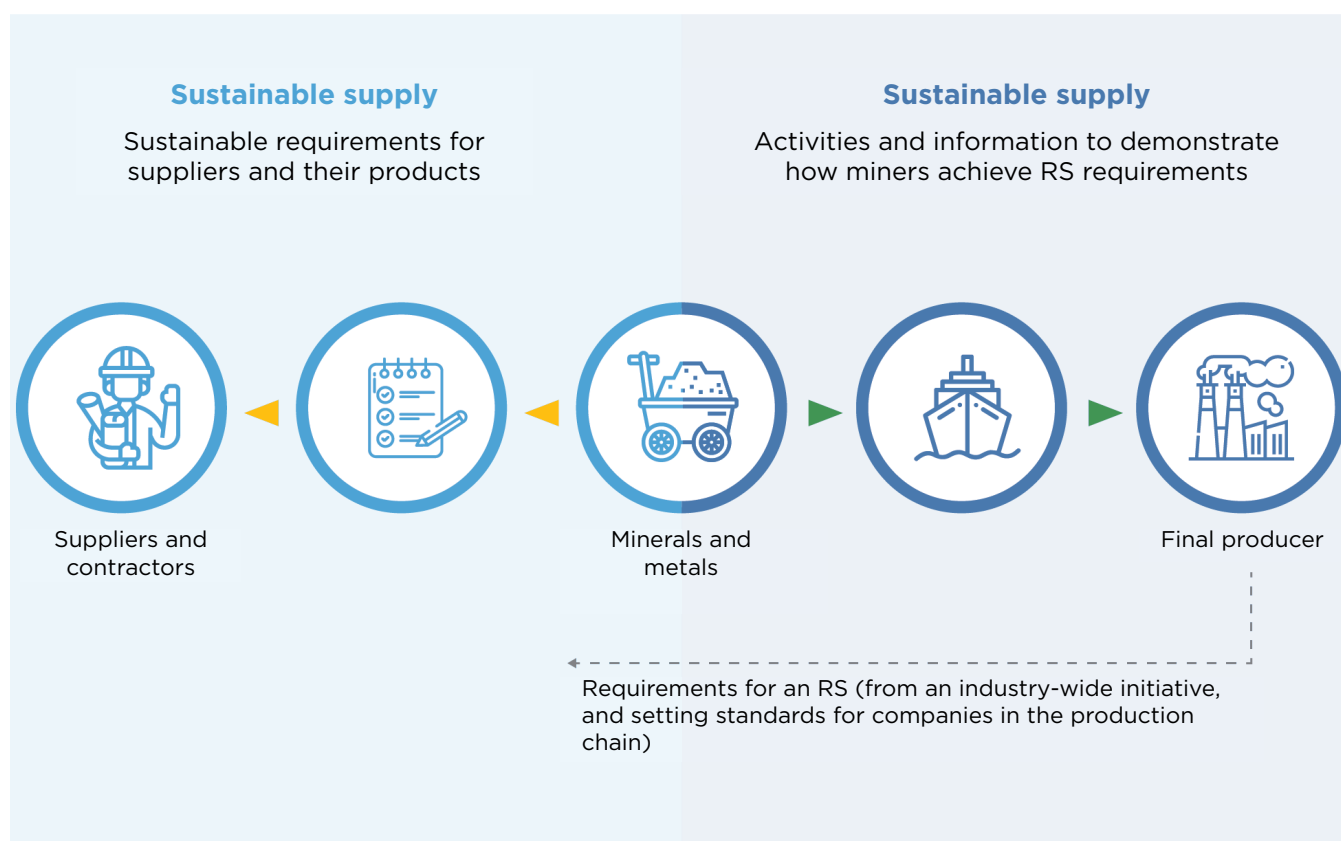 Sustainable supply
Sustainable requirements for
suppliers and their products
Sustainable supply
Activities and information to demonstrate
how miners achieve RS requirements
Suppliers and
contractors
Minerals and
metals
Final producer
Requirements for an RS (from an industry-wide initiative,
and setting standards for companies in the production
chain)